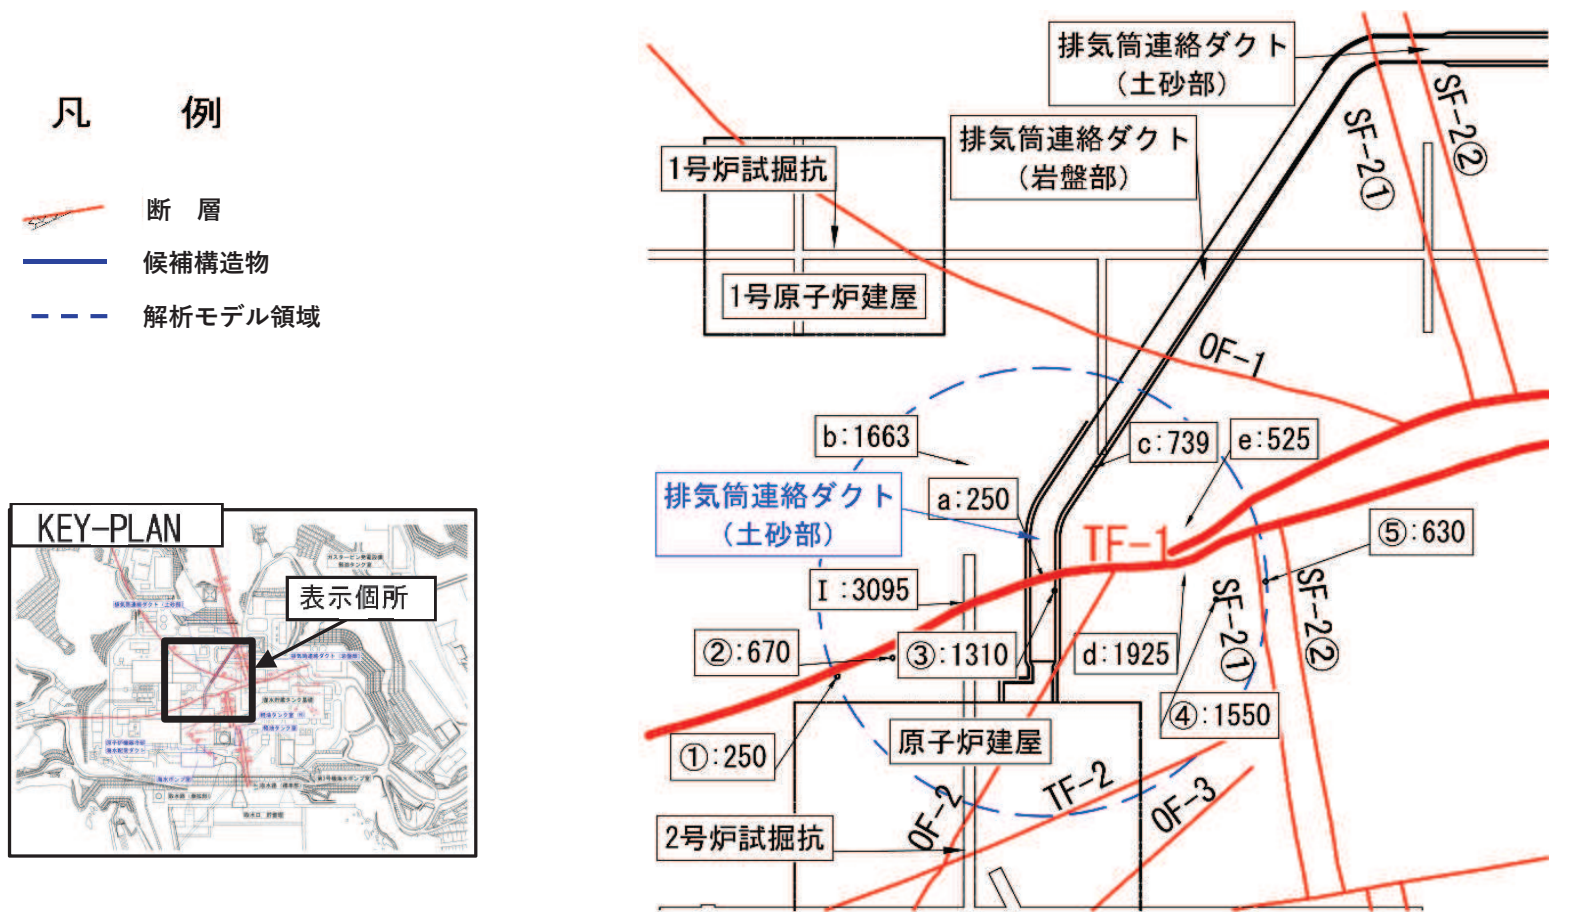 凡　例
断　層
候補構造物
解析モデル領域
KEY-PLAN
表示個所
排気筒連絡ダクト
（土砂部）
排気筒連絡ダクト
（岩盤部）
1号炉試掘抗
1号原子炉建屋
SF-2①
SF-2②
OF-1
b:1663
c:739
e:525
排気筒連絡ダクト
（土砂部）
a:250
TF-1
⑤:630
I:3095
②:670
③:1310
d:1925
SF-2①
SF-2②
④:1550
①:250
原子炉建屋
OF-2
TF-2
OF-3
2号炉試掘抗